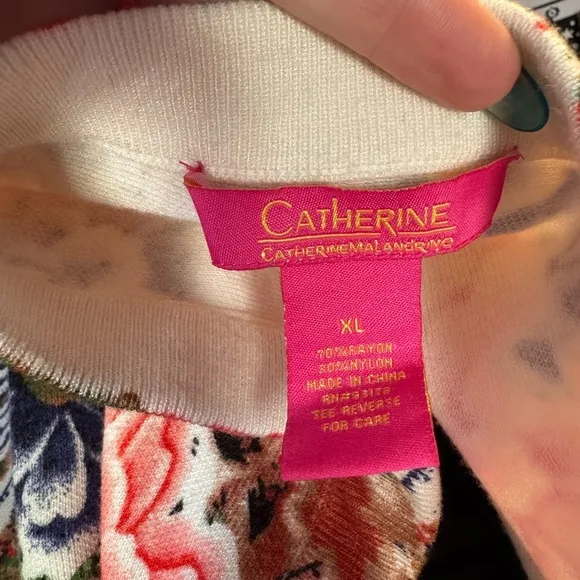 CATHERINE
CATHERINE MALANDRINO
XL
70% RAYON
30% NYLON
MADE IN CHINA
SEE REVERSE
FOR CARE